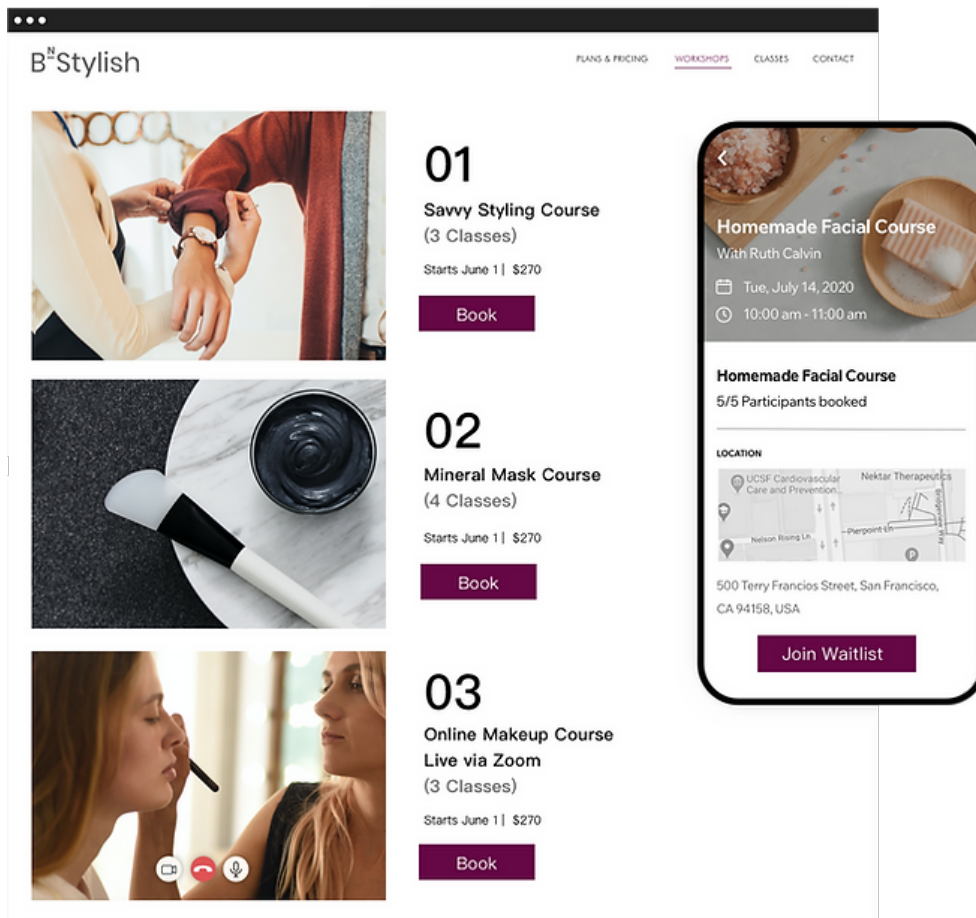 BNStylish
PLANS & PRICING
WORKSHOPS
CLASSES
CONTACT
01
Savvy Styling Course
(3 Classes)
Starts June 1 | $270
Book
02
Mineral Mask Course
(4 Classes)
Starts June 1 | $270
Book
03
Online Makeup Course
Live via Zoom
(3 Classes)
Starts June 1 | $270
Book
Homemade Facial Course
With Ruth Calvin
Tue, July 14, 2020
10:00 am - 11:00 am
Homemade Facial Course
5/5 Participants booked
LOCATION
UCSF Cardiovascular
Care and Prevention
Nektar Therapeutics
Nelson Rising Ln
Pierpoint Ln
Bridgeview Way
P
500 Terry Francios Street, San Francisco,
CA 94158, USA
Join Waitlist